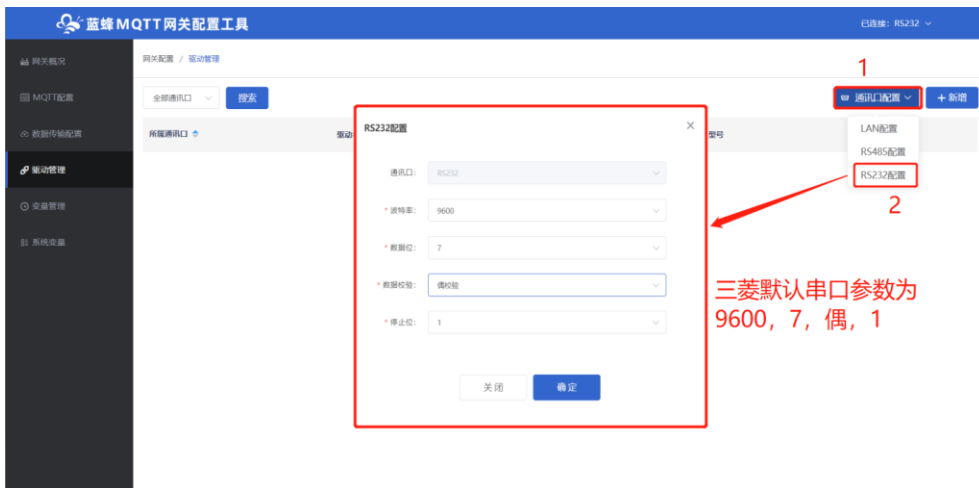 蓝蜂MQTT网关配置工具
已连接：RS232
网关概况
MQTT配置
数据传输配置
驱动管理
变量管理
系统变量
网关配置 / 驱动管理
1
全部通讯口
搜索
通讯口配置
+ 新增
所属通讯口
驱动
型号
LAN配置
RS485配置
RS232配置
2
RS232配置
通讯口：
RS232
* 波特率：
9600
* 数据位：
7
* 数据校验：
偶校验
* 停止位：
1
关闭
确定
三菱默认串口参数为
9600，7，偶，1